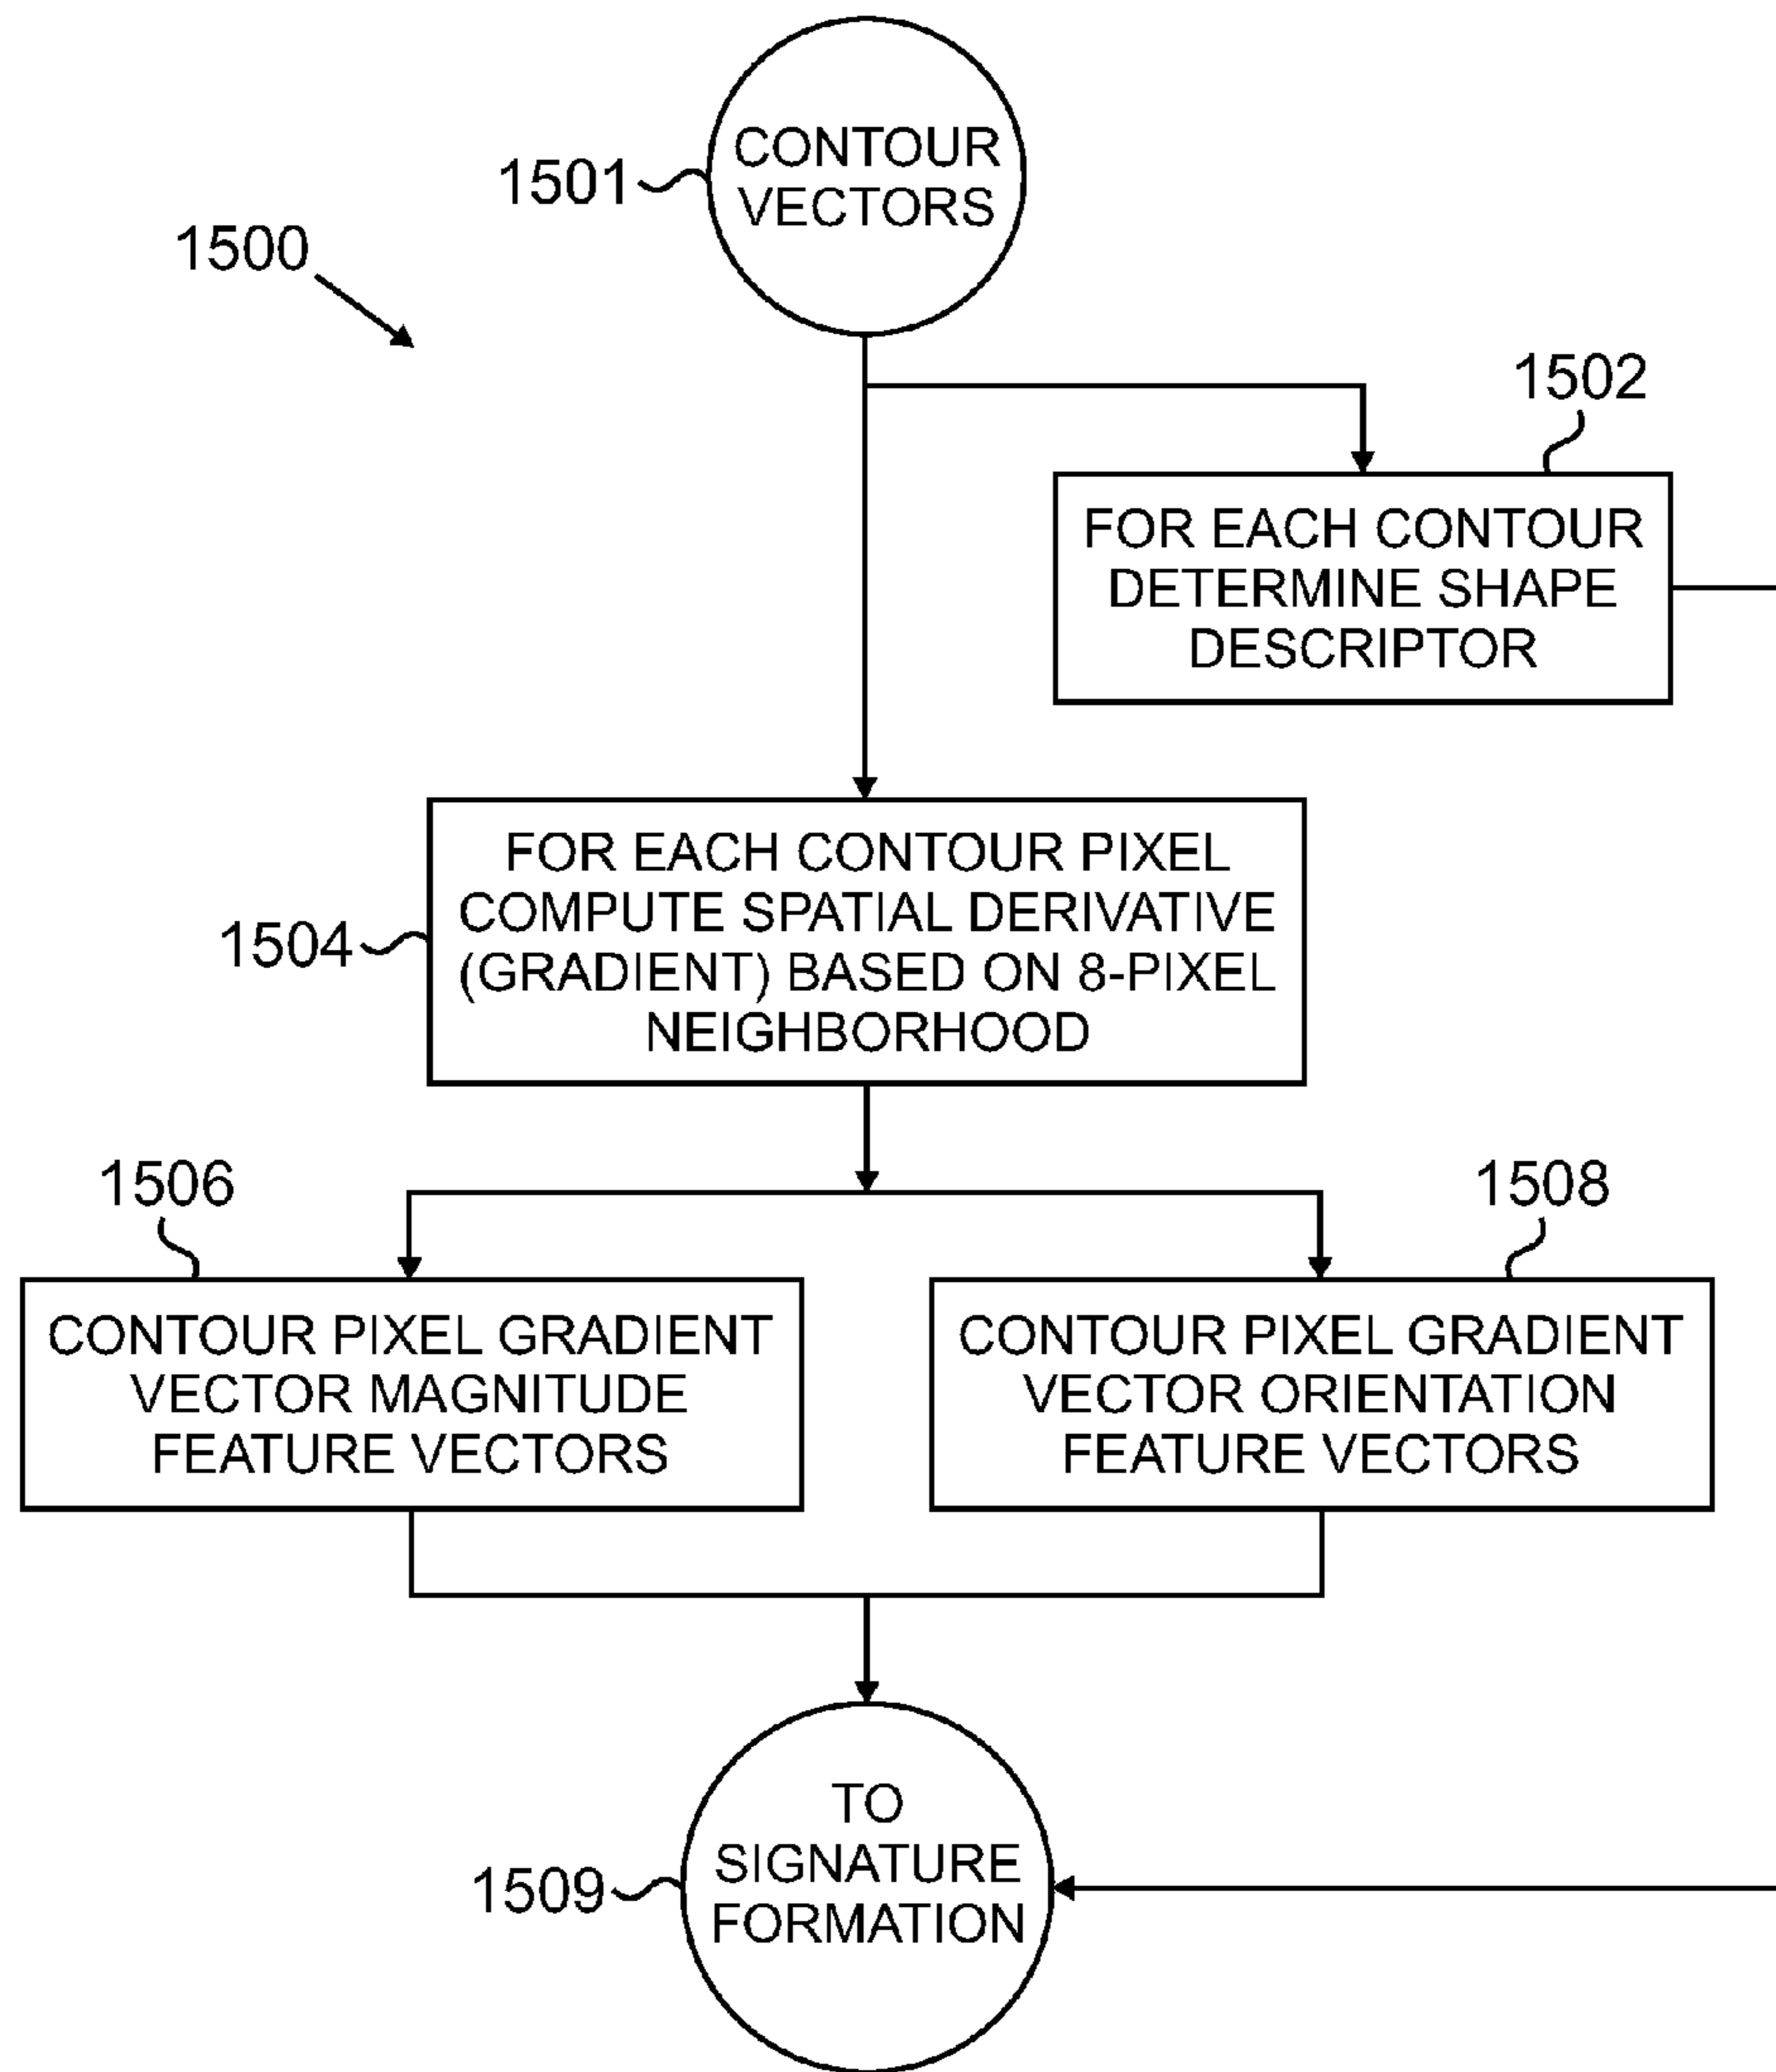 CONTOUR
VECTORS
1501
1500
1502
FOR EACH CONTOUR
DETERMINE SHAPE
DESCRIPTOR
FOR EACH CONTOUR PIXEL
COMPUTE SPATIAL DERIVATIVE
(GRADIENT) BASED ON 8-PIXEL
NEIGHBORHOOD
1504
1506
1508
CONTOUR PIXEL GRADIENT
VECTOR MAGNITUDE
FEATURE VECTORS
CONTOUR PIXEL GRADIENT
VECTOR ORIENTATION
FEATURE VECTORS
TO
SIGNATURE
FORMATION
1509